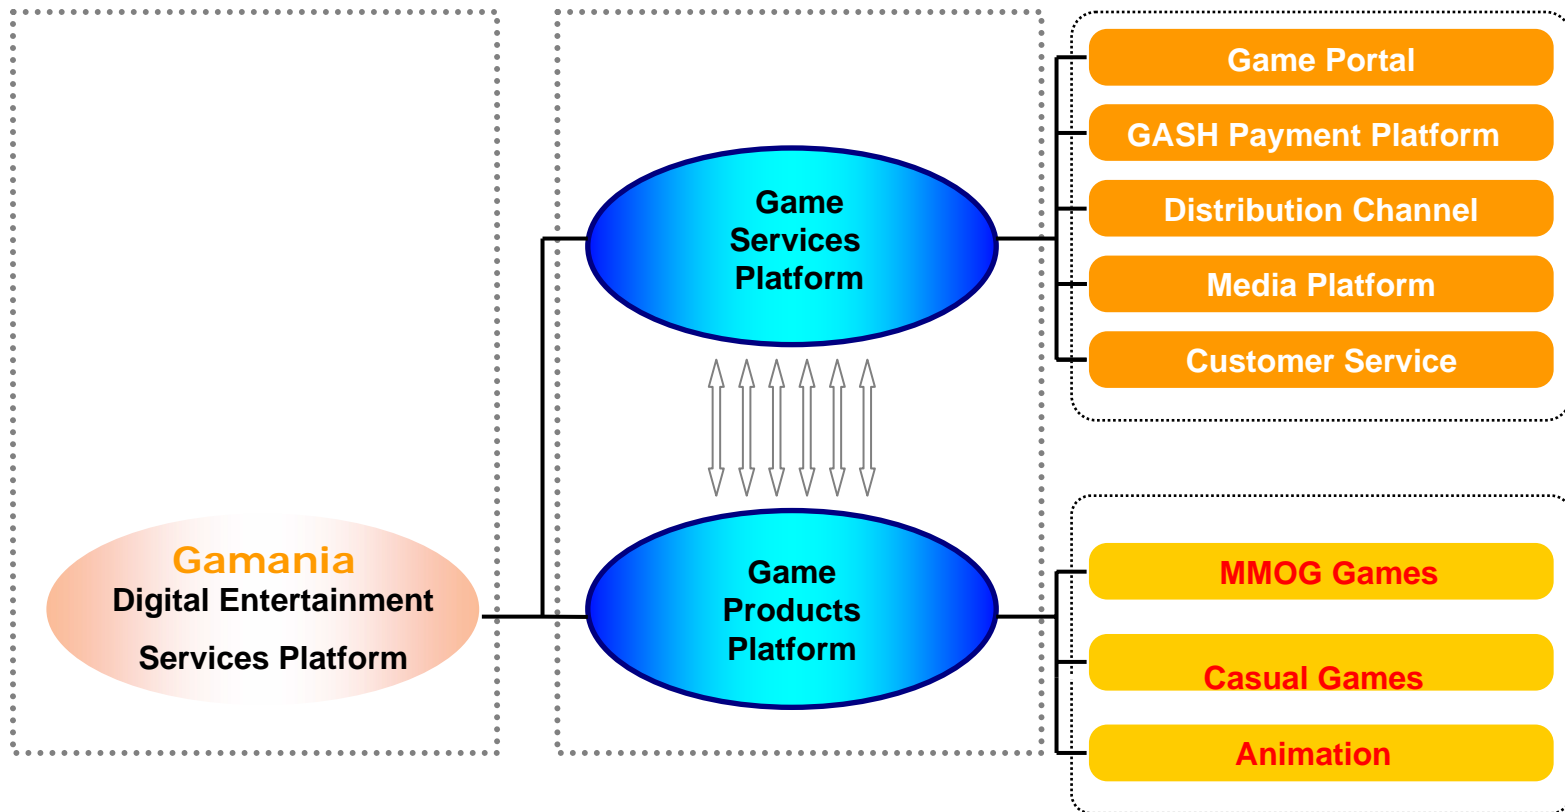 Gamania
Digital Entertainment
Services Platform
Game
Services
Platform
Game
Products
Platform
Game Portal
GASH Payment Platform
Distribution Channel
Media Platform
Customer Service
MMOG Games
Casual Games
Animation